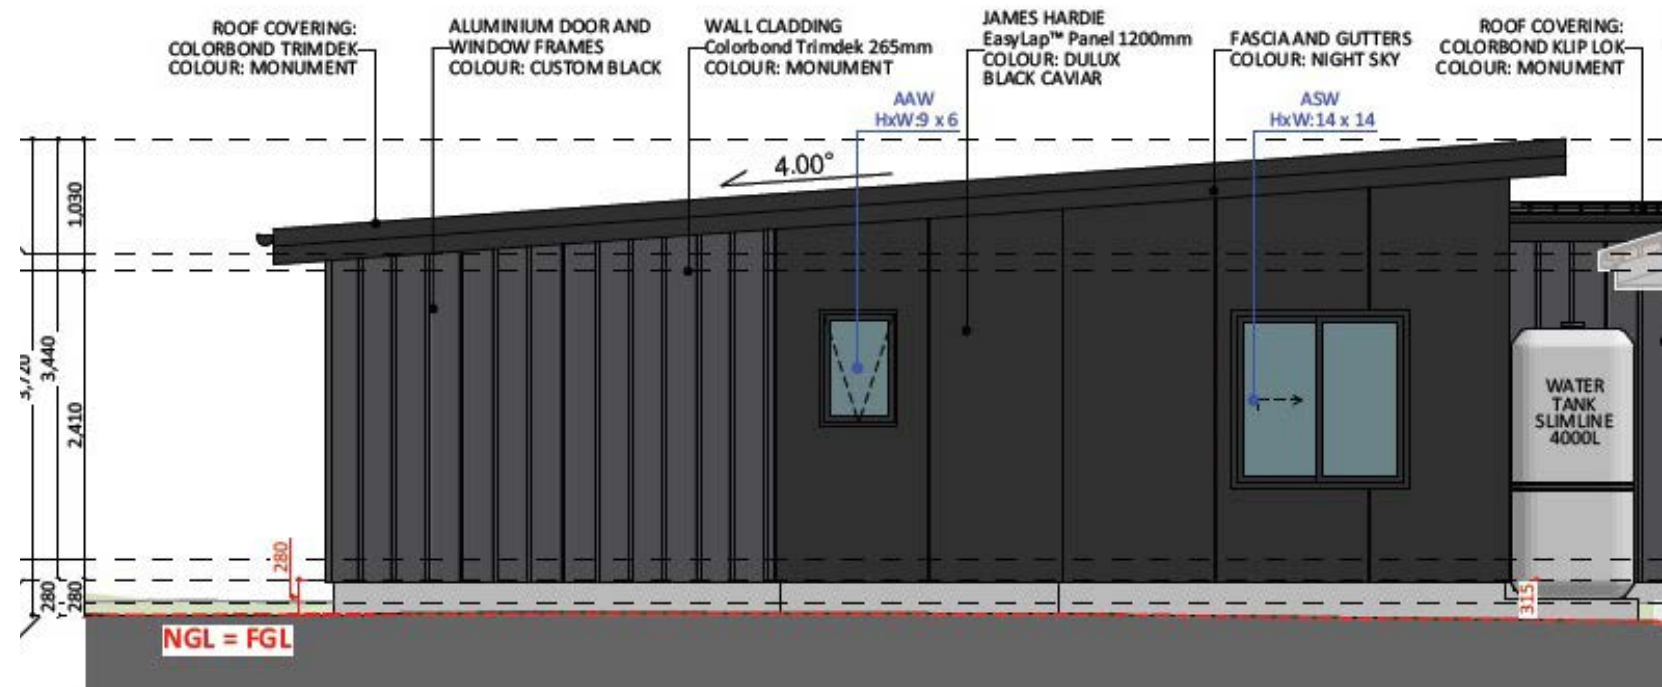 ROOF COVERING:
COLORBOND TRIMDEK
COLOUR: MONUMENT
ALUMINIUM DOOR AND
WINDOW FRAMES
COLOUR: CUSTOM BLACK
WALL CLADDING
Colorbond Trimdek 265mm
COLOUR: MONUMENT
JAMES HARDIE
EasyLap™ Panel 1200mm
COLOUR: DULUX
BLACK CAVIAR
FASCIA AND GUTTERS
COLOUR: NIGHT SKY
ROOF COVERING:
COLORBOND KLIP LOK
COLOUR: MONUMENT
AAW
HxW:9 x 6
ASW
HxW:14 x 14
4.00°
1,030
3,720
3,440
2,410
280
280
280
NGL = FGL
WATER
TANK
SLIMLINE
4000L
315